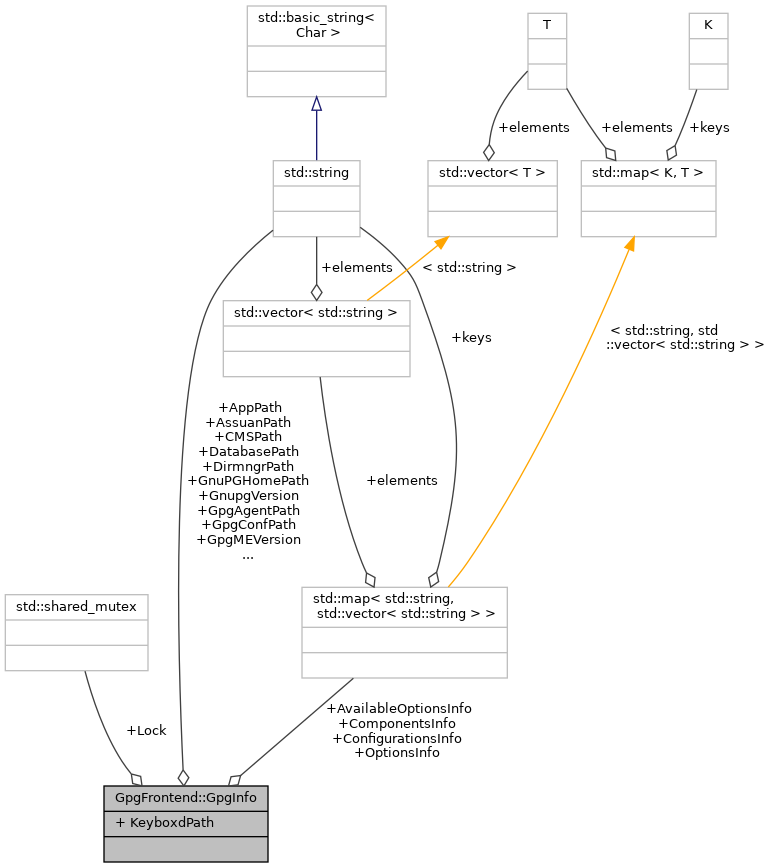 std::basic_string<
Char >
T
K
+elements
+elements
+keys
std::string
std::vector< T >
std::map< K, T >
+elements
< std::string >
std::vector< std::string >
+keys
< std::string, std
::vector< std::string > >
+AppPath
+AssuanPath
+CMSPath
+DatabasePath
+DirmngrPath
+GnuPGHomePath
+GnupgVersion
+GpgAgentPath
+GpgConfPath
+GpgMEVersion
...
+elements
std::shared_mutex
std::map< std::string,
std::vector< std::string > >
+Lock
+AvailableOptionsInfo
+ComponentsInfo
+ConfigurationsInfo
+OptionsInfo
GpgFrontend::GpgInfo
+ KeyboxdPath